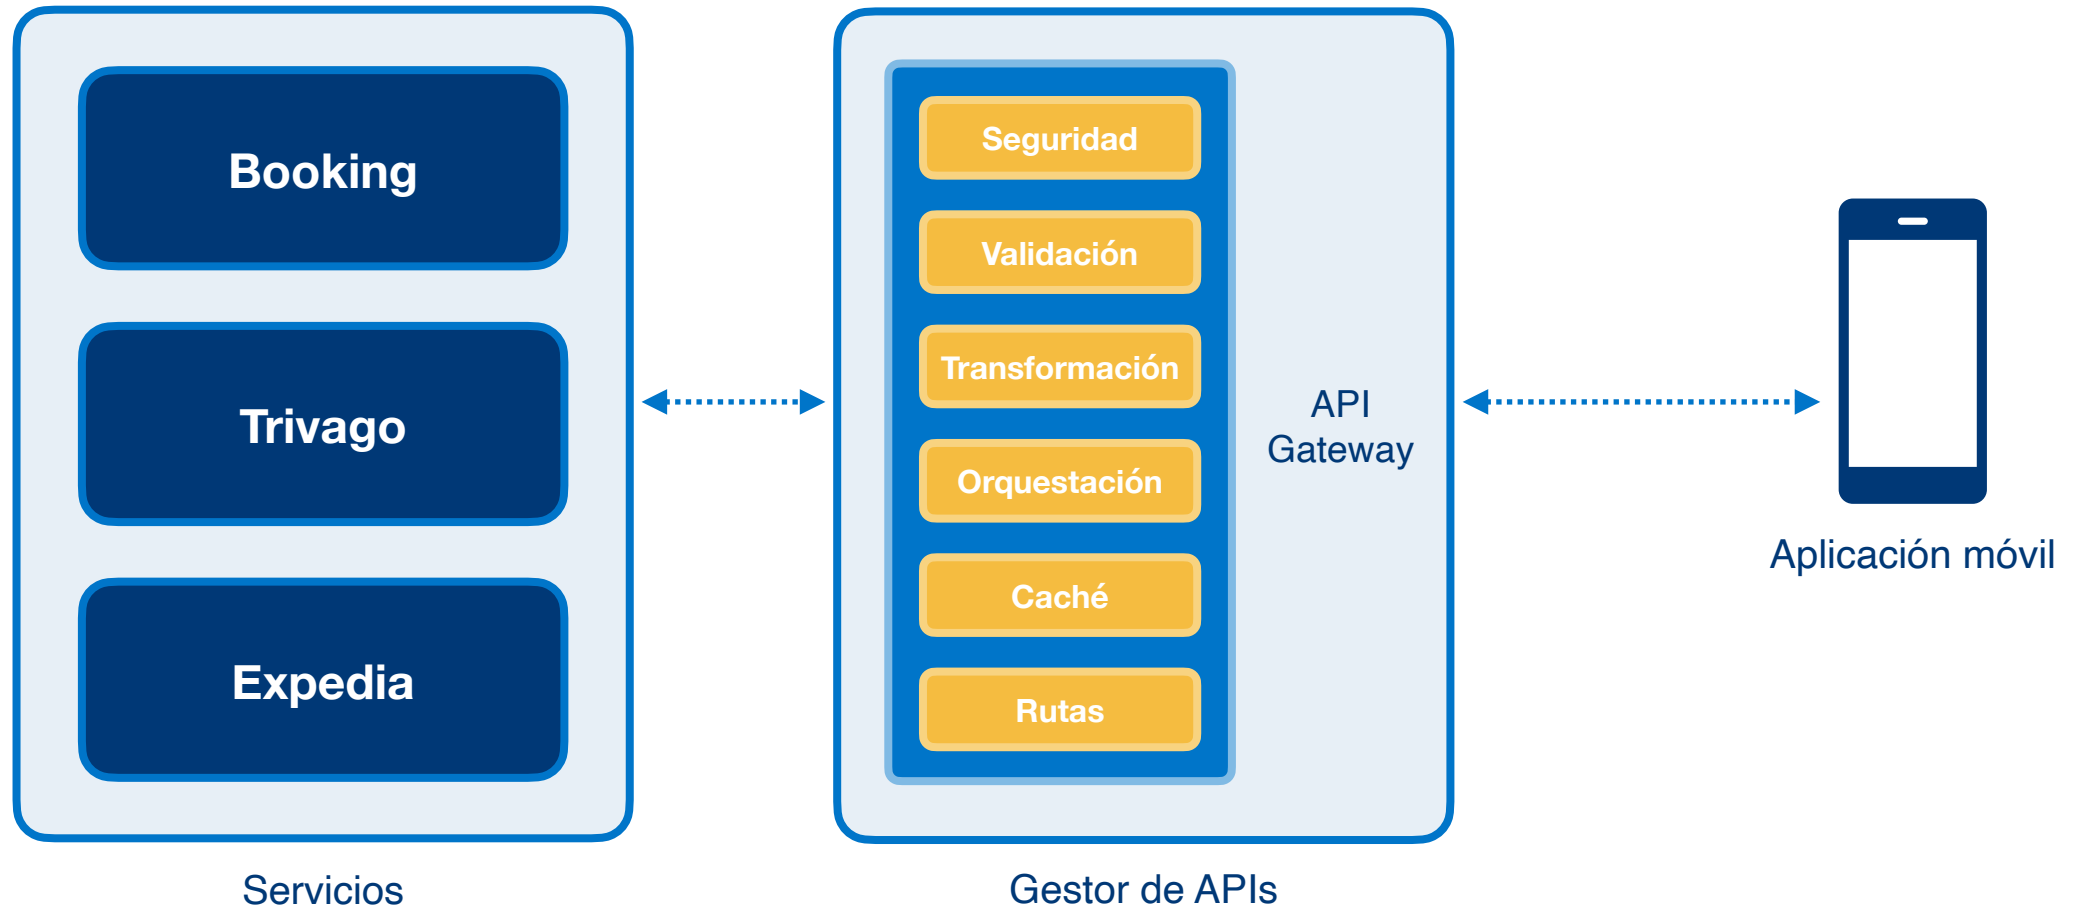 Booking
Trivago
Expedia
Servicios
Seguridad
Validación
Transformación
Orquestación
Caché
Rutas
API
Gateway
Gestor de APIs
Aplicación móvil